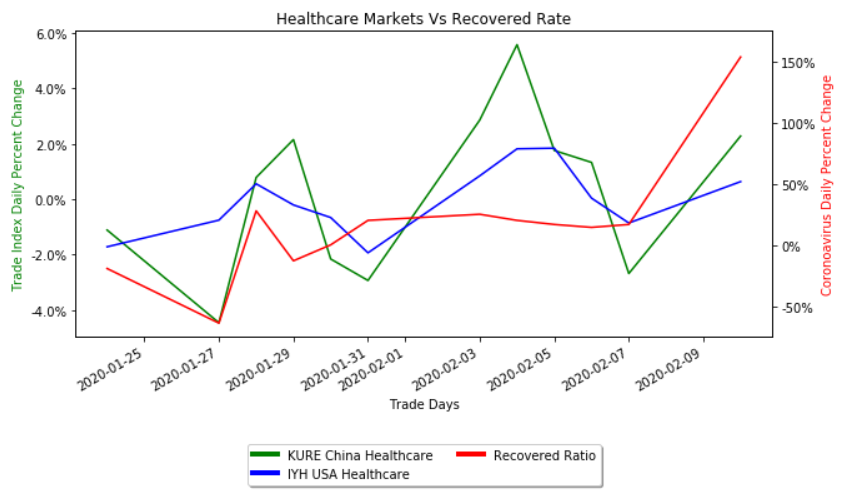 Healthcare Markets Vs Recovered Rate
6.0%
4.0%
2.0%
0.0%
-2.0%
-4.0%
Trade Index Daily Percent Change
150%
100%
50%
0%
-50%
Coronoavirus Daily Percent Change
2020-01-25
2020-01-27
2020-01-29
2020-01-31
2020-02-01
2020-02-03
2020-02-05
2020-02-07
2020-02-09
Trade Days
KURE China Healthcare
IYH USA Healthcare
Recovered Ratio